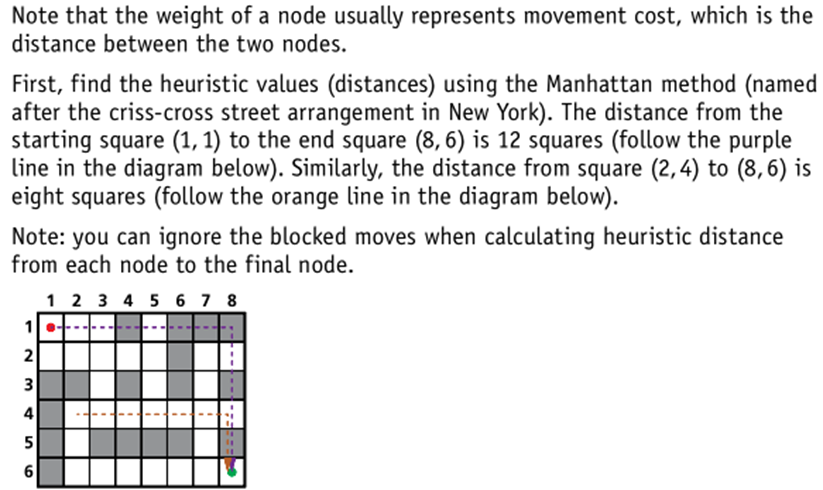 Note that the weight of a node usually represents movement cost, which is the
distance between the two nodes.
First, find the heuristic values (distances) using the Manhattan method (named
after the criss-cross street arrangement in New York). The distance from the
starting square (1, 1) to the end square (8, 6) is 12 squares (follow the purple
line in the diagram below). Similarly, the distance from square (2, 4) to (8, 6) is
eight squares (follow the orange line in the diagram below).
Note: you can ignore the blocked moves when calculating heuristic distance
from each node to the final node.
1 2 3 4 5 6 7 8
1
2
3
4
5
6